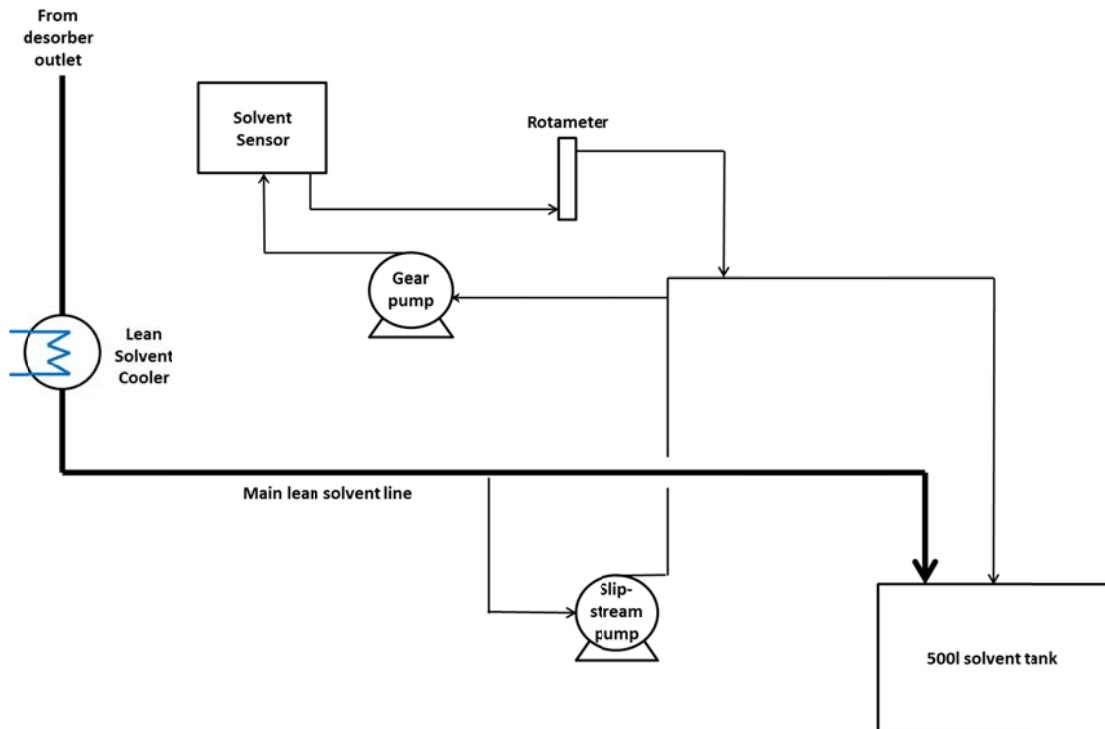 From
desorber
outlet
Solvent
Sensor
Rotameter
Gear
pump
Lean
Solvent
Cooler
Main lean solvent line
Slip-
stream
pump
500l solvent tank